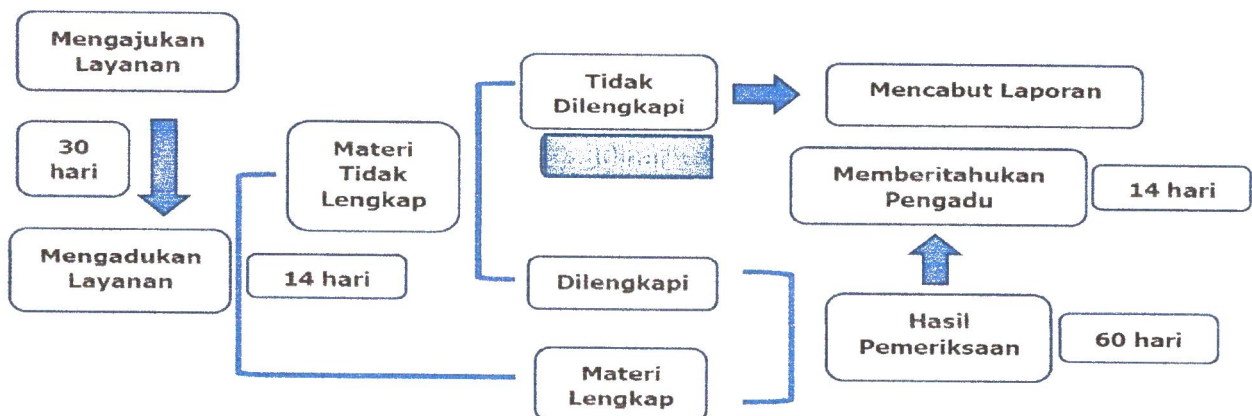 Mengajukan
Layanan
30
hari
Mengadukan
Layanan
14 hari
Materi
Tidak
Lengkap
Tidak
Dilengkapi
hari
Mencabut Laporan
Memberitahukan
Pengadu
14 hari
Dilengkapi
Materi
Lengkap
Hasil
Pemeriksaan
60 hari